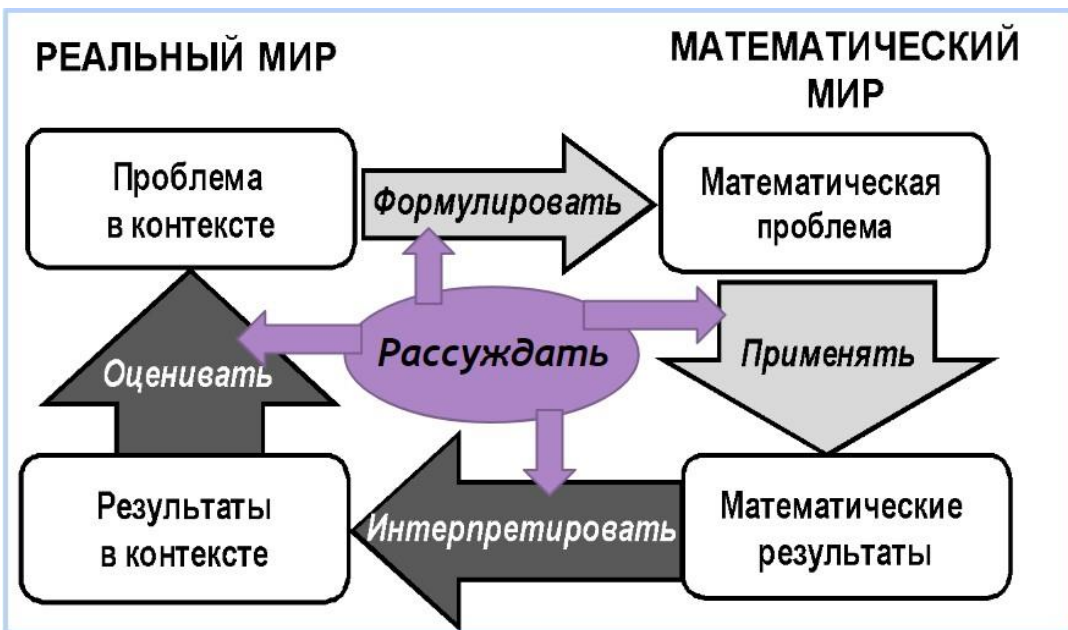 РЕАЛЬНЫЙ МИР
МАТЕМАТИЧЕСКИЙ
МИР
Проблема
в контексте
Формулировать
Математическая
проблема
Рассуждать
Оценивать
Применять
Результаты
в контексте
Интерпретировать
Математические
результаты